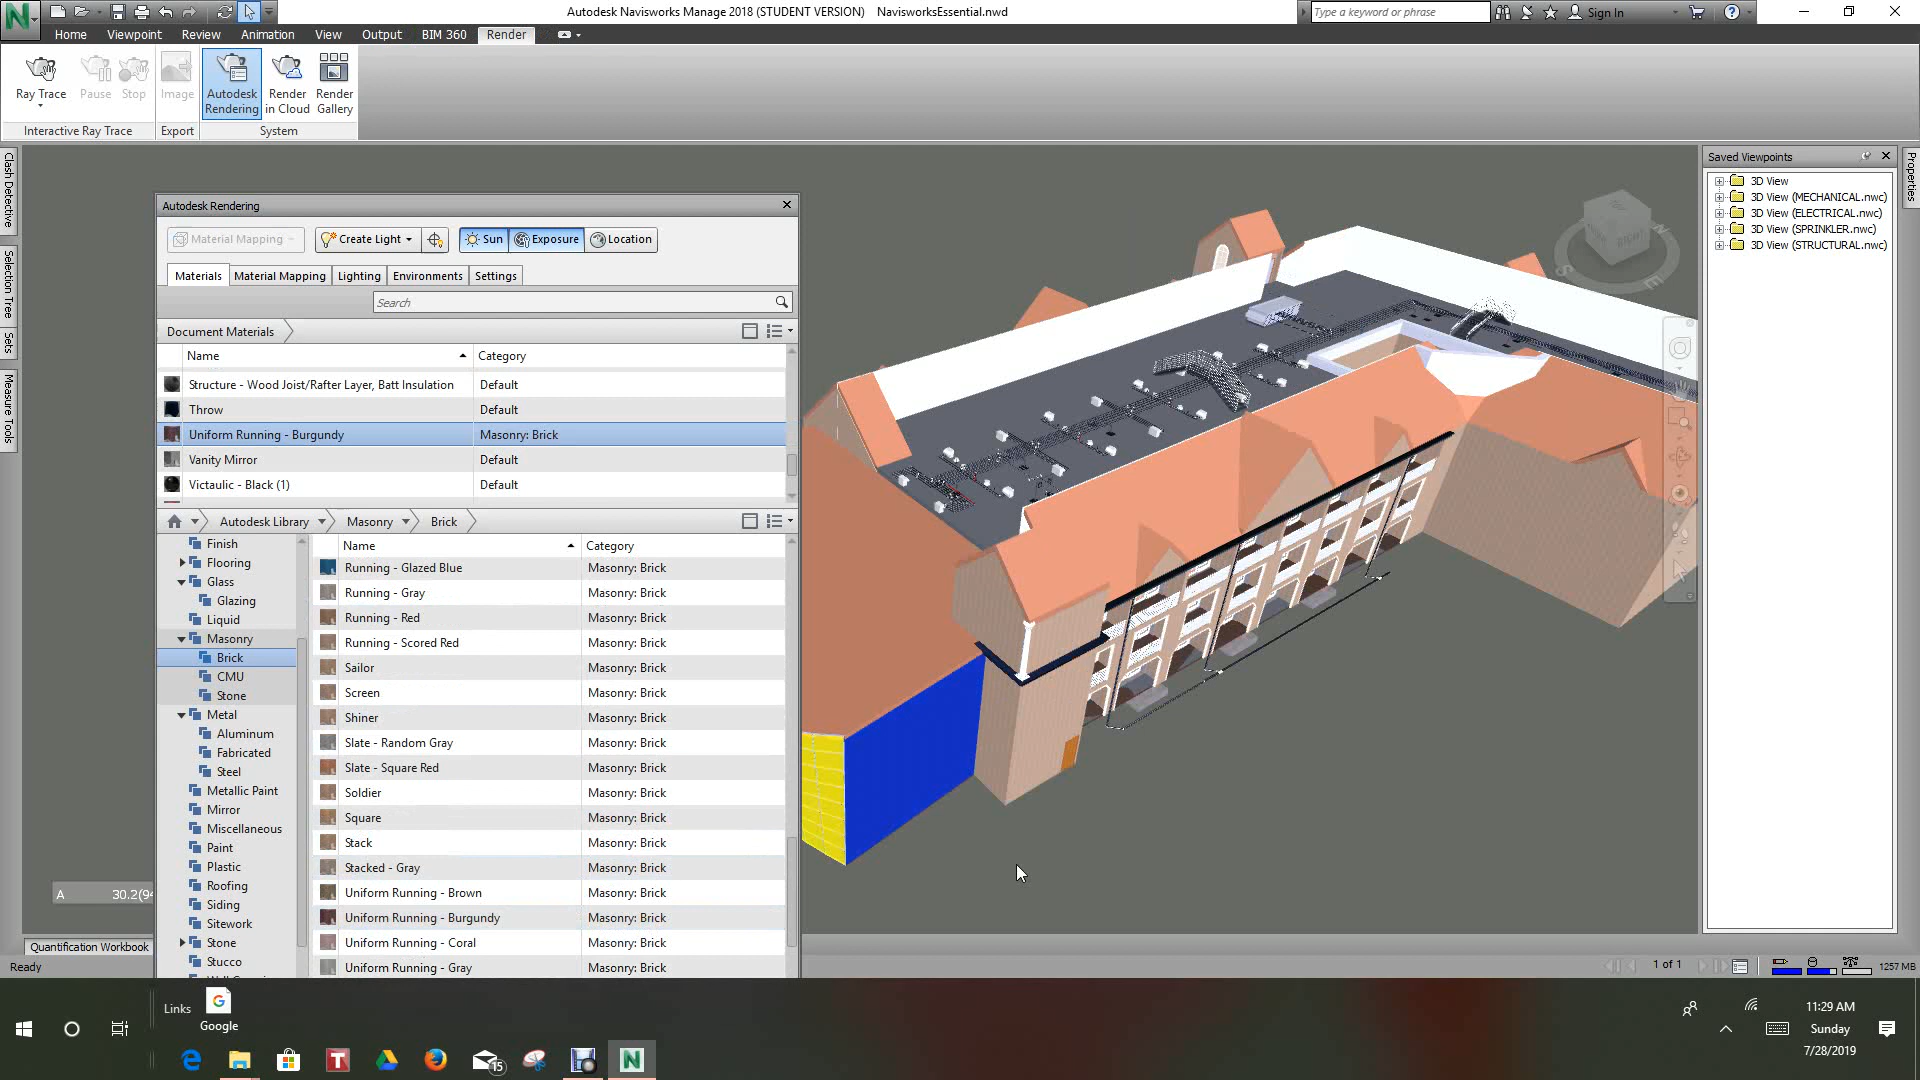 Autodesk Navisworks Manage 2018 (STUDENT VERSION) NavisworksEssential.nwd
Type a keyword or phrase
Sign In
Home Viewpoint Review Animation View Output BIM 360 Render
Ray Trace
Pause
Stop
Image
Autodesk Rendering
Render in Cloud
Render Gallery
Interactive Ray Trace
Export
System
Clash Detective
Selection Tree
Sets
Measure Tools
Autodesk Rendering
Material Mapping
Create Light
Sun
Exposure
Location
Materials Material Mapping Lighting Environments Settings
Search
Document Materials
Name Category
Structure - Wood Joist/Rafter Layer, Batt Insulation Default
Throw Default
Uniform Running - Burgundy Masonry: Brick
Vanity Mirror Default
Victaulic - Black (1) Default
Autodesk Library Masonry Brick
Finish
Flooring
Glass
Glazing
Liquid
Masonry
Brick
CMU
Stone
Metal
Aluminum
Fabricated
Steel
Metallic Paint
Mirror
Miscellaneous
Paint
Plastic
Roofing
Siding
Sitework
Stone
Stucco
Name Category
Running - Glazed Blue Masonry: Brick
Running - Gray Masonry: Brick
Running - Red Masonry: Brick
Running - Scored Red Masonry: Brick
Sailor Masonry: Brick
Screen Masonry: Brick
Shiner Masonry: Brick
Slate - Random Gray Masonry: Brick
Slate - Square Red Masonry: Brick
Soldier Masonry: Brick
Square Masonry: Brick
Stack Masonry: Brick
Stacked - Gray Masonry: Brick
Uniform Running - Brown Masonry: Brick
Uniform Running - Burgundy Masonry: Brick
Uniform Running - Coral Masonry: Brick
Uniform Running - Gray Masonry: Brick
Saved Viewpoints
3D View
3D View (MECHANICAL.nwc)
3D View (ELECTRICAL.nwc)
3D View (SPRINKLER.nwc)
3D View (STRUCTURAL.nwc)
Properties
RIGHT
N
S
E
A 30.2(
Quantification Workbook
Ready
1 of 1
1257 MB
Links
Google
15
11:29 AM
Sunday
7/28/2019